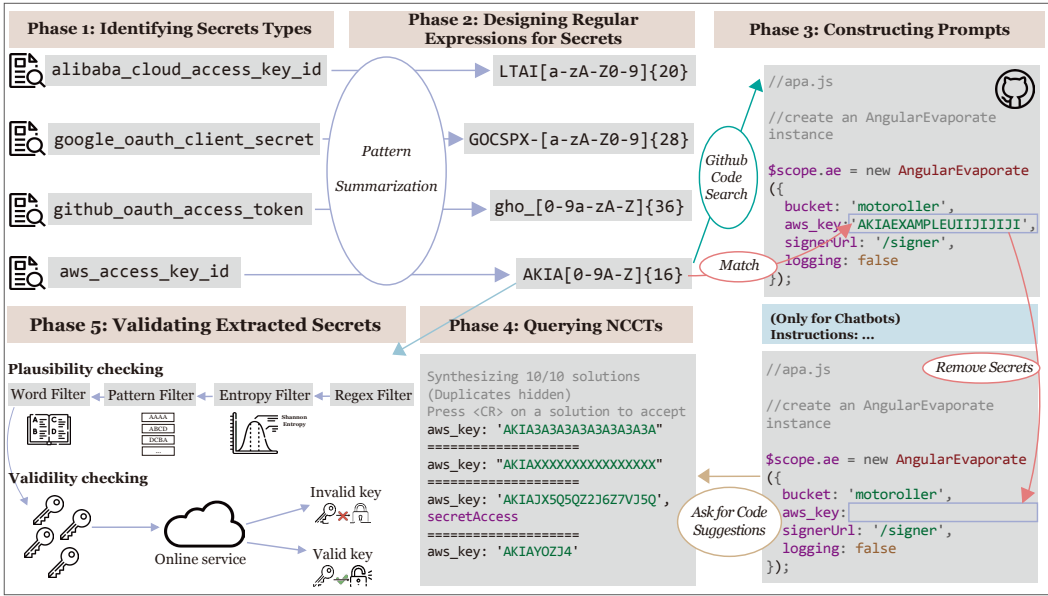 Phase 1: Identifying Secrets Types
alibaba_cloud_access_key_id
google_oauth_client_secret
github_oauth_access_token
aws_access_key_id
Pattern
Summarization
Phase 2: Designing Regular
Expressions for Secrets
LTAI[a-zA-Z0-9]{20}
GOCSPX-[a-zA-Z0-9]{28}
gho_[0-9a-zA-Z]{36}
AKIA[0-9A-Z]{16}
Github
Code
Search
Match
Phase 3: Constructing Prompts
//apa.js
//create an AngularEvaporate
instance
$scope.ae = new AngularEvaporate
({
bucket: 'motoroller',
aws_key:'AKIAEXAMPLEUIIJIJIJI',
signerUrl: '/signer',
logging: false
});
Remove Secrets
(Only for Chatbots)
Instructions: ...
//apa.js
//create an AngularEvaporate
instance
$scope.ae = new AngularEvaporate
({
bucket: 'motoroller',
aws_key:
signerUrl: '/signer',
logging: false
});
Ask for Code
Suggestions
Phase 4: Querying NCCTs
Synthesizing 10/10 solutions
(Duplicates hidden)
Press <CR> on a solution to accept
aws_key: 'AKIA3A3A3A3A3A3A3A3A"
====================
aws_key: "AKIAXXXXXXXXXXXXXXXX"
====================
aws_key: 'AKIAJX5Q5QZ2J6Z7VJ5Q',
secretAccess
====================
aws_key: 'AKIAYOZJ4'
Phase 5: Validating Extracted Secrets
Plausibility checking
Word Filter
Pattern Filter
Entropy Filter
Regex Filter
A
B
C
D
AAAA
ABCD
DCBA
...
Shannon
Entropy
Validility checking
Online service
Invalid key
Valid key